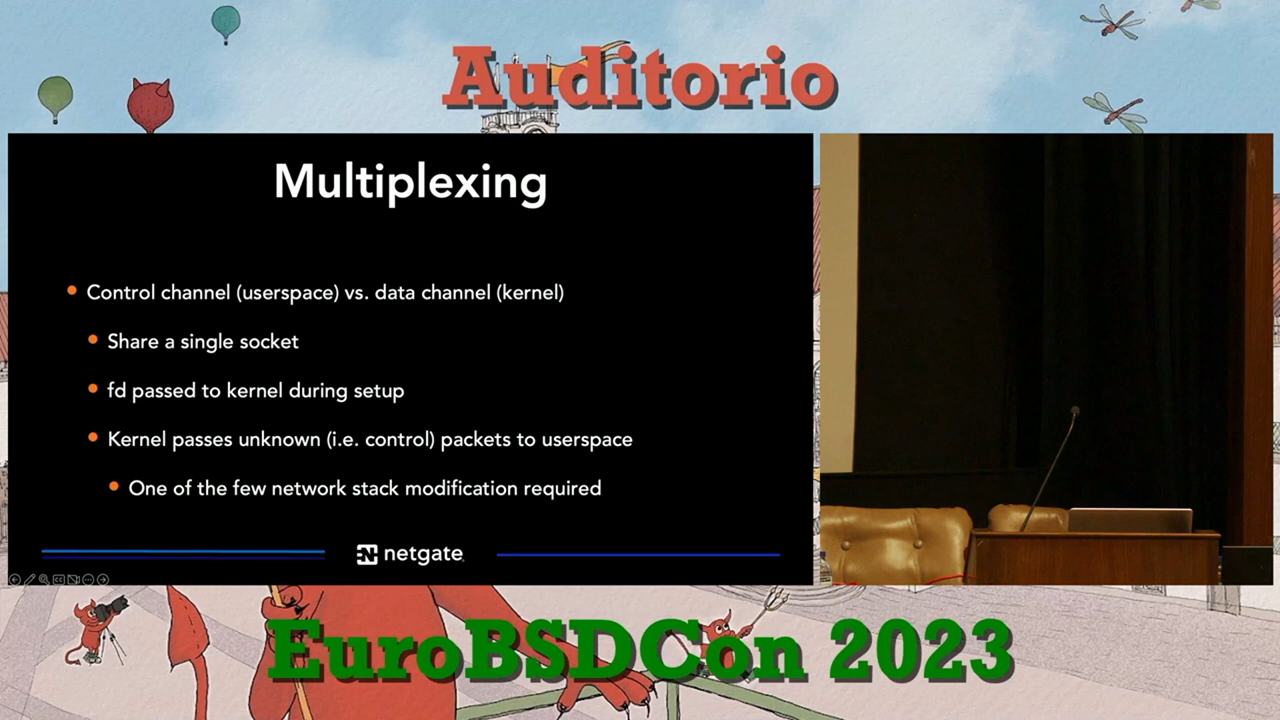 Auditorio
Multiplexing
Control channel (userspace) vs. data channel (kernel)
Share a single socket
fd passed to kernel during setup
Kernel passes unknown (i.e. control) packets to userspace
One of the few network stack modification required
netgate
EuroBSDCon 2023